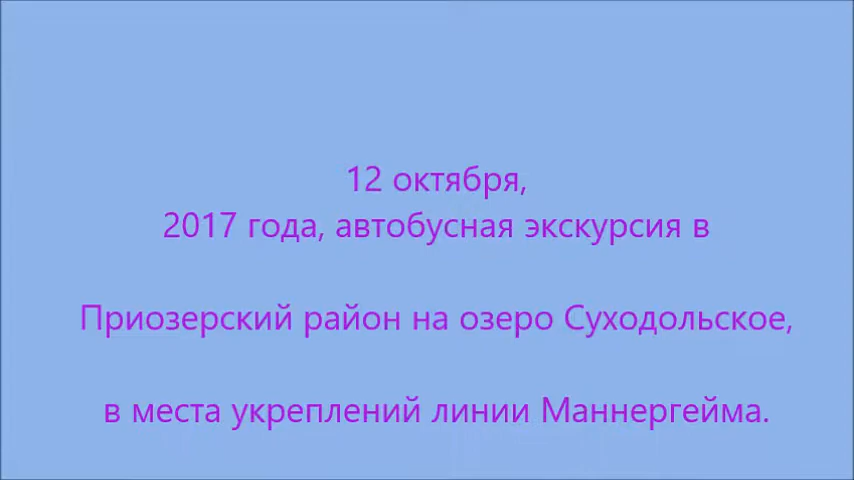 12 октября,
2017 года, автобусная экскурсия в
Приозерский район на озеро Суходольское,
в места укреплений линии Маннергейма.